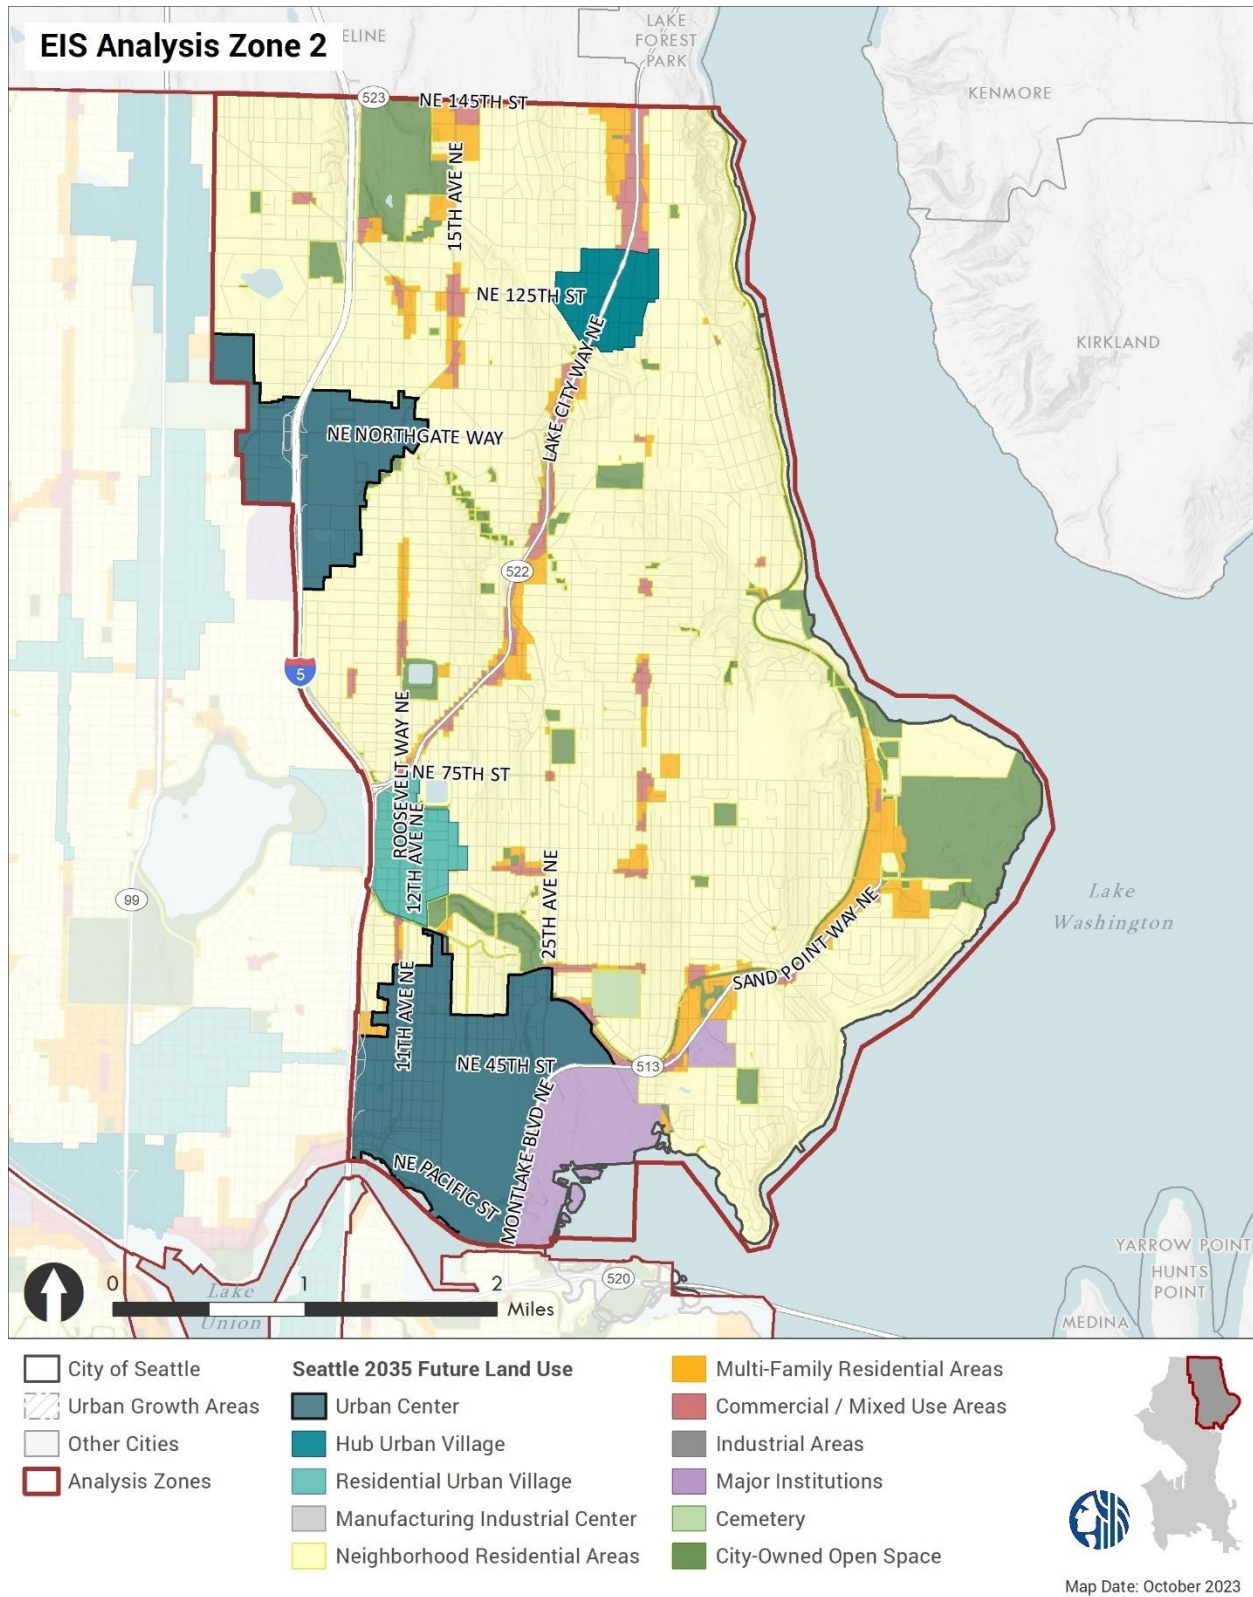 EIS Analysis Zone 2
ELINE
LAKE
FOREST
PARK
KENMORE
523
NE 145TH ST
15TH AVE NE
NE 125TH ST
KIRKLAND
LAKE CITY WAY NE
NE NORTHGATE WAY
522
5
ROOSEVELT WAY NE
NE 75TH ST
12TH AVE NE
25TH AVE NE
99
Lake
Washington
SAND POINT WAY NE
11TH AVE NE
NE 45TH ST
513
MONTLAKE BLVD NE
NE PACIFIC ST
YARROW POINT
HUNTS
POINT
520
MEDINA
Lake
Union
0 1 2
Miles
City of Seattle
Urban Growth Areas
Other Cities
Analysis Zones
Seattle 2035 Future Land Use
Urban Center
Hub Urban Village
Residential Urban Village
Manufacturing Industrial Center
Neighborhood Residential Areas
Multi-Family Residential Areas
Commercial / Mixed Use Areas
Industrial Areas
Major Institutions
Cemetery
City-Owned Open Space
Map Date: October 2023